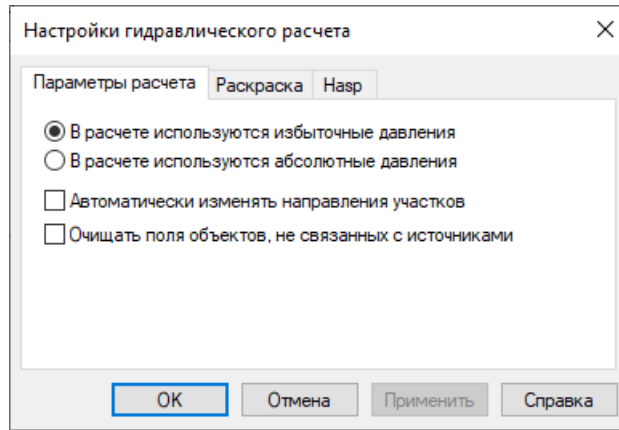 Настройки гидравлического расчета
Параметры расчета Раскраска Hasp
В расчете используются избыточные давления
В расчете используются абсолютные давления
Автоматически изменять направления участков
Очищать поля объектов, не связанных с источниками
OK Отмена Применить Справка